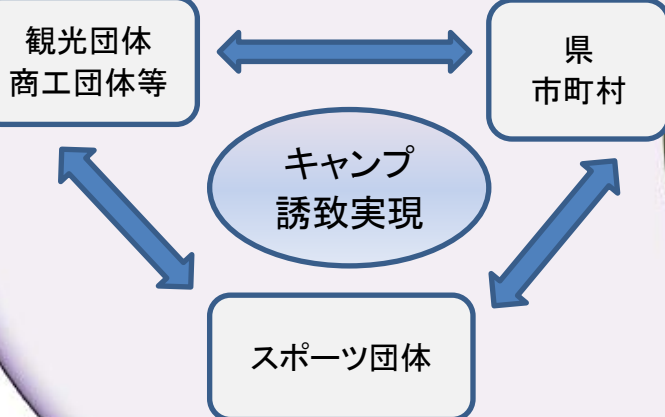 観光団体
商工団体等
県
市町村
キャンプ
誘致実現
スポーツ団体